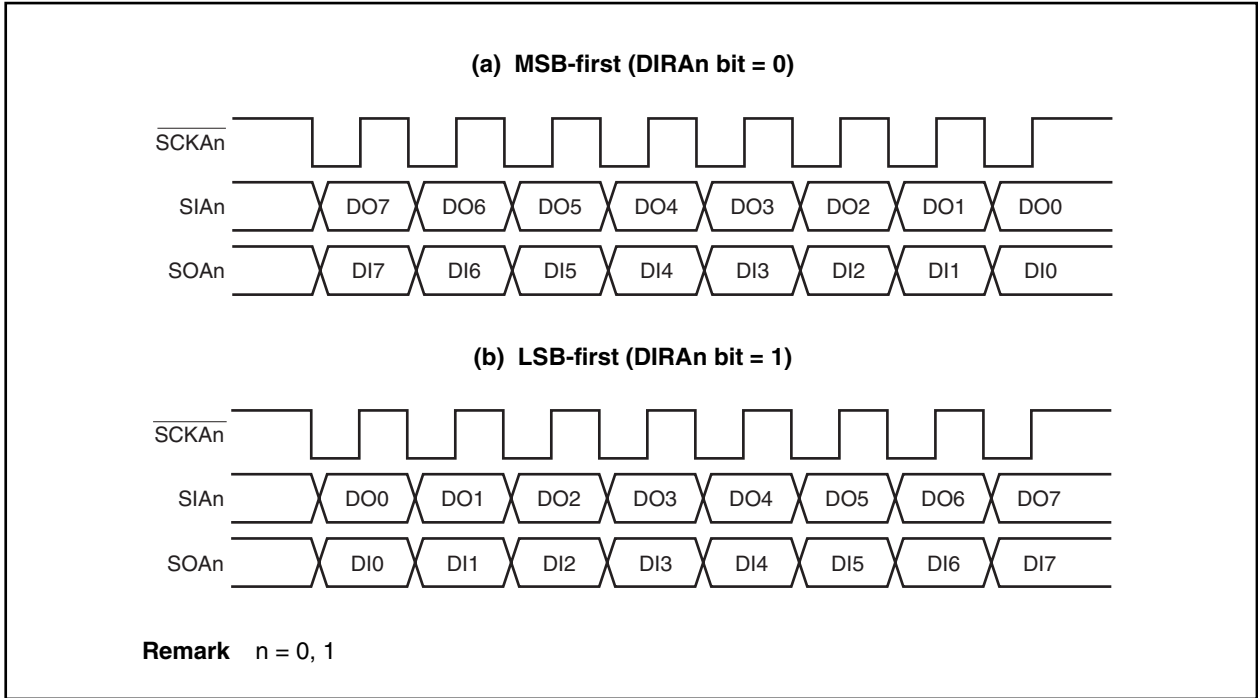 (a) MSB-first (DIRAn bit = 0)
SCKAn
SIAn DO7 DO6 DO5 DO4 DO3 DO2 DO1 DO0
SOAn DI7 DI6 DI5 DI4 DI3 DI2 DI1 DI0
(b) LSB-first (DIRAn bit = 1)
SCKAn
SIAn DO0 DO1 DO2 DO3 DO4 DO5 DO6 DO7
SOAn DI0 DI1 DI2 DI3 DI4 DI5 DI6 DI7
Remark n = 0, 1